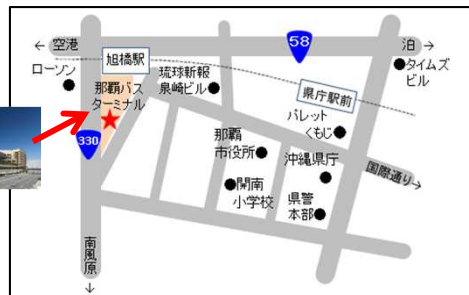 ← 空港
58
泊 →
旭橋駅
ローソン
那覇バス
ターミナル
琉球新報
泉崎ビル
タイムズ
ビル
県庁駅前
パレット
くもじ
330
那覇
市役所
沖縄県庁
国際通り
開南
小学校
県警
本部
南風原
↓